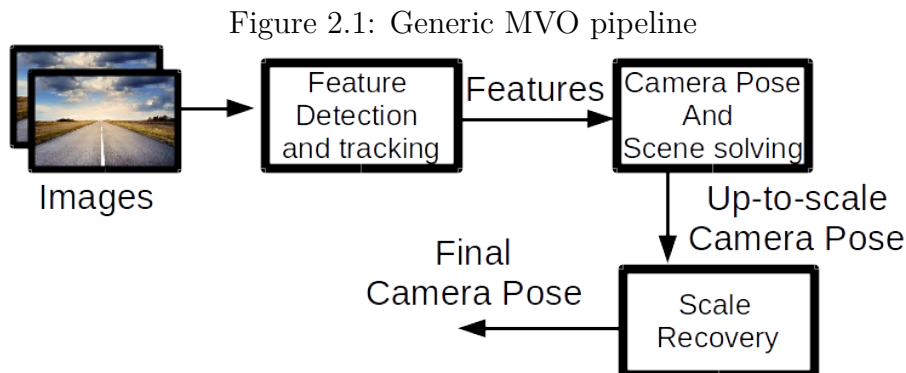 Figure 2.1: Generic MVO pipeline
Images
Feature
Detection
and tracking
Features
Camera Pose
And
Scene solving
Up-to-scale
Camera Pose
Scale
Recovery
Final
Camera Pose